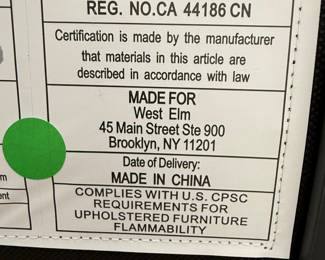 REG. NO.CA 44186 CN
Certification is made by the manufacturer
that materials in this article are
described in accordance with law
MADE FOR
West Elm
45 Main Street Ste 900
Brooklyn, NY 11201
Date of Delivery:
MADE IN CHINA
COMPLIES WITH U.S. CPSC
REQUIREMENTS FOR
UPHOLSTERED FURNITURE
FLAMMABILITY